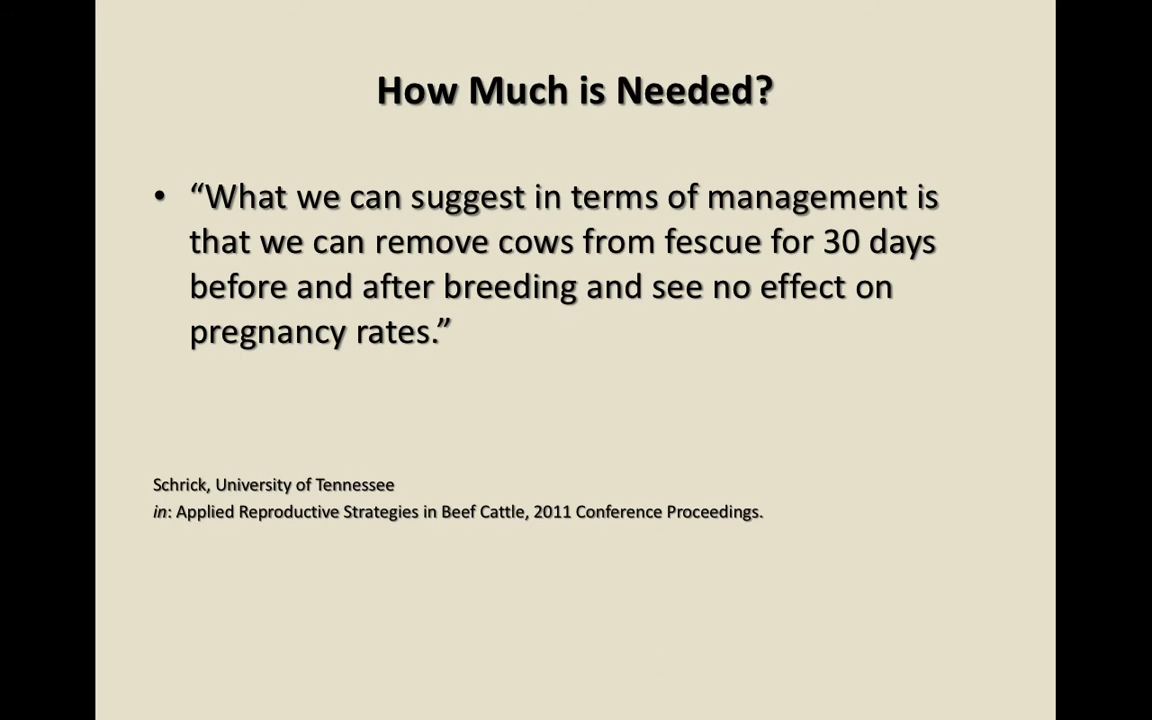 How Much is Needed?
• “What we can suggest in terms of management is
that we can remove cows from fescue for 30 days
before and after breeding and see no effect on
pregnancy rates.”
Schrick, University of Tennessee
in: Applied Reproductive Strategies in Beef Cattle, 2011 Conference Proceedings.